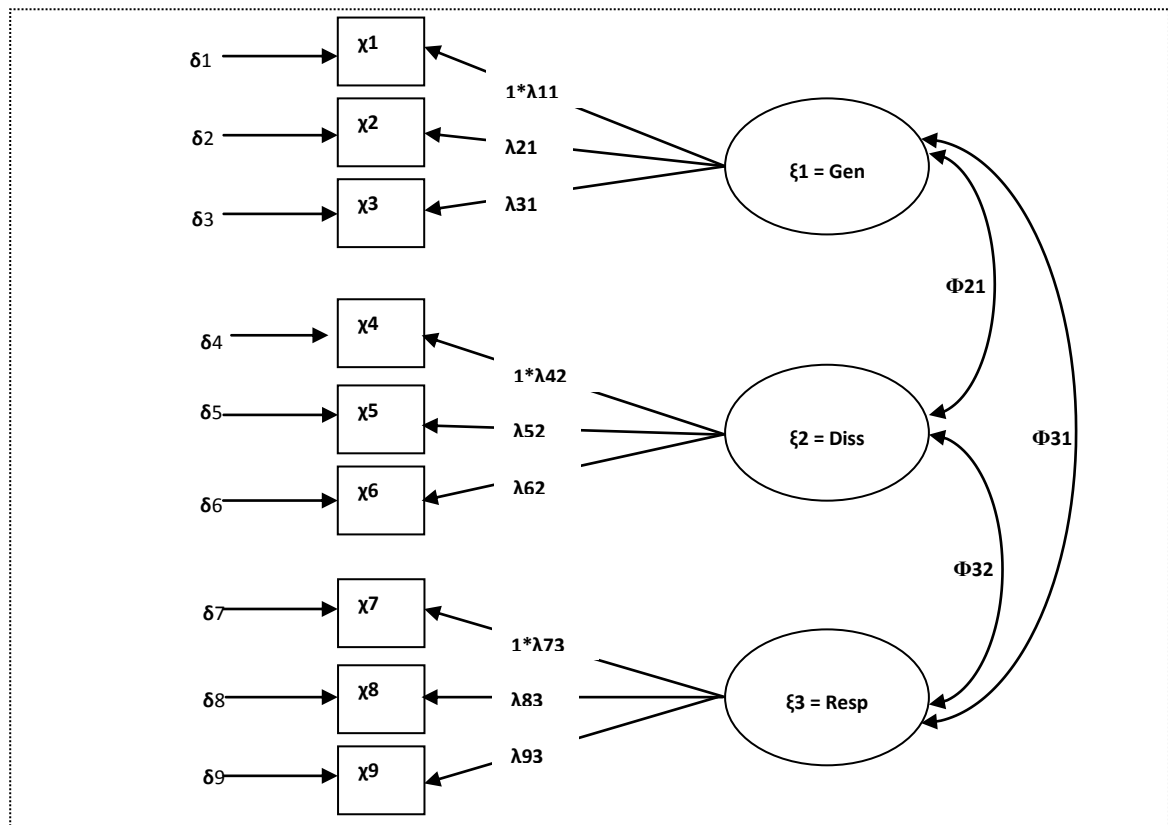 δ1
χ1
1*λ11
δ2
χ2
λ21
δ3
χ3
λ31
ξ1 = Gen
Φ21
δ4
χ4
1*λ42
δ5
χ5
λ52
δ6
χ6
λ62
ξ2 = Diss
Φ31
Φ32
δ7
χ7
1*λ73
δ8
χ8
λ83
δ9
χ9
λ93
ξ3 = Resp